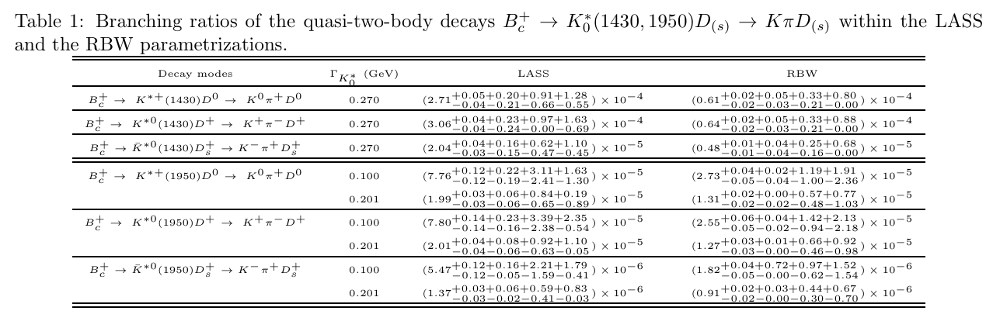 Table 1: Branching ratios of the quasi-two-body decays $B_c^+ \to K_0^*(1430,1950)D_{(s)} \to K\pi D_{(s)}$ within the LASS
and the RBW parametrizations.
Decay modes $\Gamma_{K_0^*}$ (GeV) LASS RBW
$B_c^+ \to K^{*+}(1430)D^0 \to K^0\pi^+D^0$ 0.270 $(2.71^{+0.05+0.20+0.91+1.28}_{-0.04-0.21-0.66-0.55}) \times 10^{-4}$ $(0.61^{+0.02+0.05+0.33+0.80}_{-0.02-0.03-0.21-0.00}) \times 10^{-4}$
$B_c^+ \to K^{*0}(1430)D^+ \to K^+\pi^-D^+$ 0.270 $(3.06^{+0.04+0.23+0.97+1.63}_{-0.04-0.24-0.00-0.69}) \times 10^{-4}$ $(0.64^{+0.02+0.05+0.33+0.88}_{-0.02-0.03-0.21-0.00}) \times 10^{-4}$
$B_c^+ \to \bar{K}^{*0}(1430)D_s^+ \to K^-\pi^+D_s^+$ 0.270 $(2.04^{+0.04+0.16+0.62+1.10}_{-0.03-0.15-0.47-0.45}) \times 10^{-5}$ $(0.48^{+0.01+0.04+0.25+0.68}_{-0.01-0.04-0.16-0.00}) \times 10^{-5}$
$B_c^+ \to K^{*+}(1950)D^0 \to K^0\pi^+D^0$ 0.100 $(7.76^{+0.12+0.22+3.11+1.63}_{-0.12-0.19-2.41-1.30}) \times 10^{-5}$ $(2.73^{+0.04+0.02+1.19+1.91}_{-0.05-0.04-1.00-2.36}) \times 10^{-5}$
0.201 $(1.99^{+0.03+0.06+0.84+0.19}_{-0.03-0.06-0.65-0.89}) \times 10^{-5}$ $(1.31^{+0.02+0.00+0.57+0.77}_{-0.02-0.02-0.48-1.03}) \times 10^{-5}$
$B_c^+ \to K^{*0}(1950)D^+ \to K^+\pi^-D^+$ 0.100 $(7.80^{+0.14+0.23+3.39+2.35}_{-0.14-0.16-2.38-0.54}) \times 10^{-5}$ $(2.55^{+0.06+0.04+1.42+2.13}_{-0.05-0.02-0.94-2.18}) \times 10^{-5}$
0.201 $(2.01^{+0.04+0.08+0.92+1.10}_{-0.04-0.06-0.63-0.05}) \times 10^{-5}$ $(1.27^{+0.03+0.01+0.66+0.92}_{-0.03-0.00-0.46-0.98}) \times 10^{-5}$
$B_c^+ \to \bar{K}^{*0}(1950)D_s^+ \to K^-\pi^+D_s^+$ 0.100 $(5.47^{+0.12+0.16+2.21+1.79}_{-0.12-0.05-1.59-0.41}) \times 10^{-6}$ $(1.82^{+0.04+0.72+0.97+1.52}_{-0.05-0.00-0.62-1.54}) \times 10^{-6}$
0.201 $(1.37^{+0.03+0.06+0.59+0.83}_{-0.03-0.02-0.41-0.03}) \times 10^{-6}$ $(0.91^{+0.02+0.03+0.44+0.67}_{-0.02-0.00-0.30-0.70}) \times 10^{-6}$